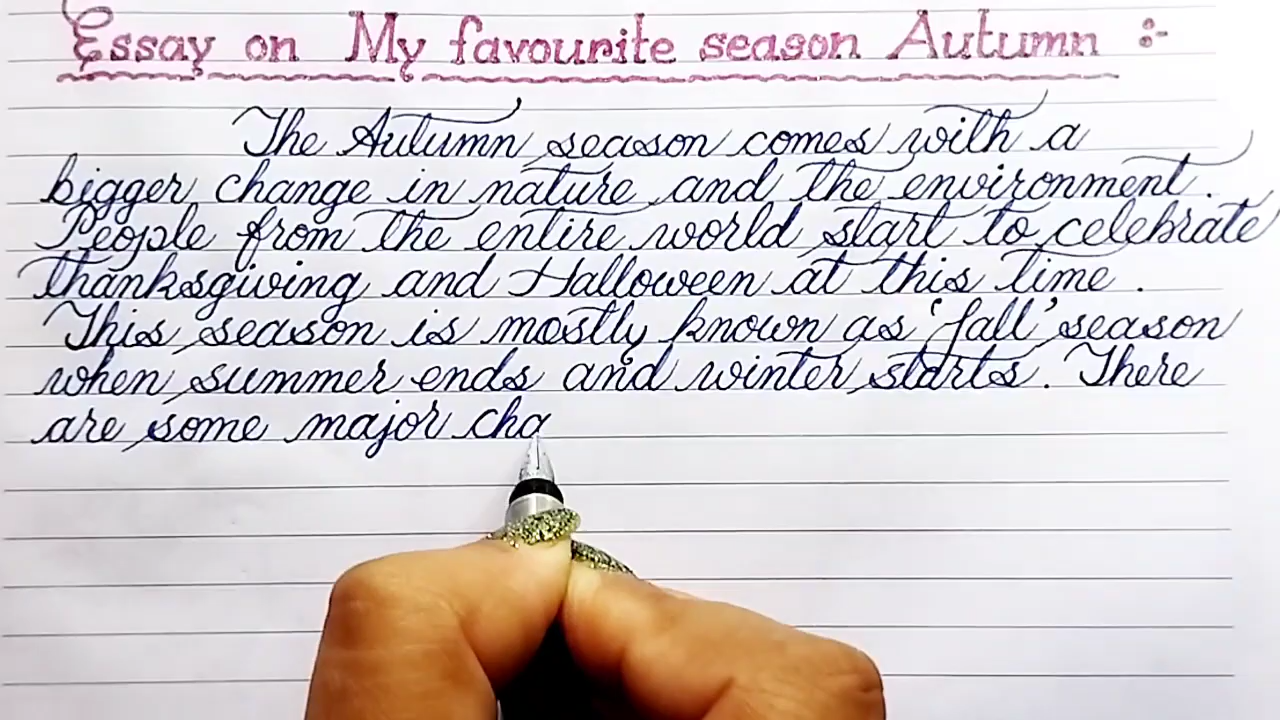 Essay on My favourite season Autumn :-
The Autumn season comes with a
bigger change in nature and the environment.
People from the entire world start to celebrate
thanksgiving and Halloween at this time.
This season is mostly known as 'fall' season
when summer ends and winter starts. There
are some major cha